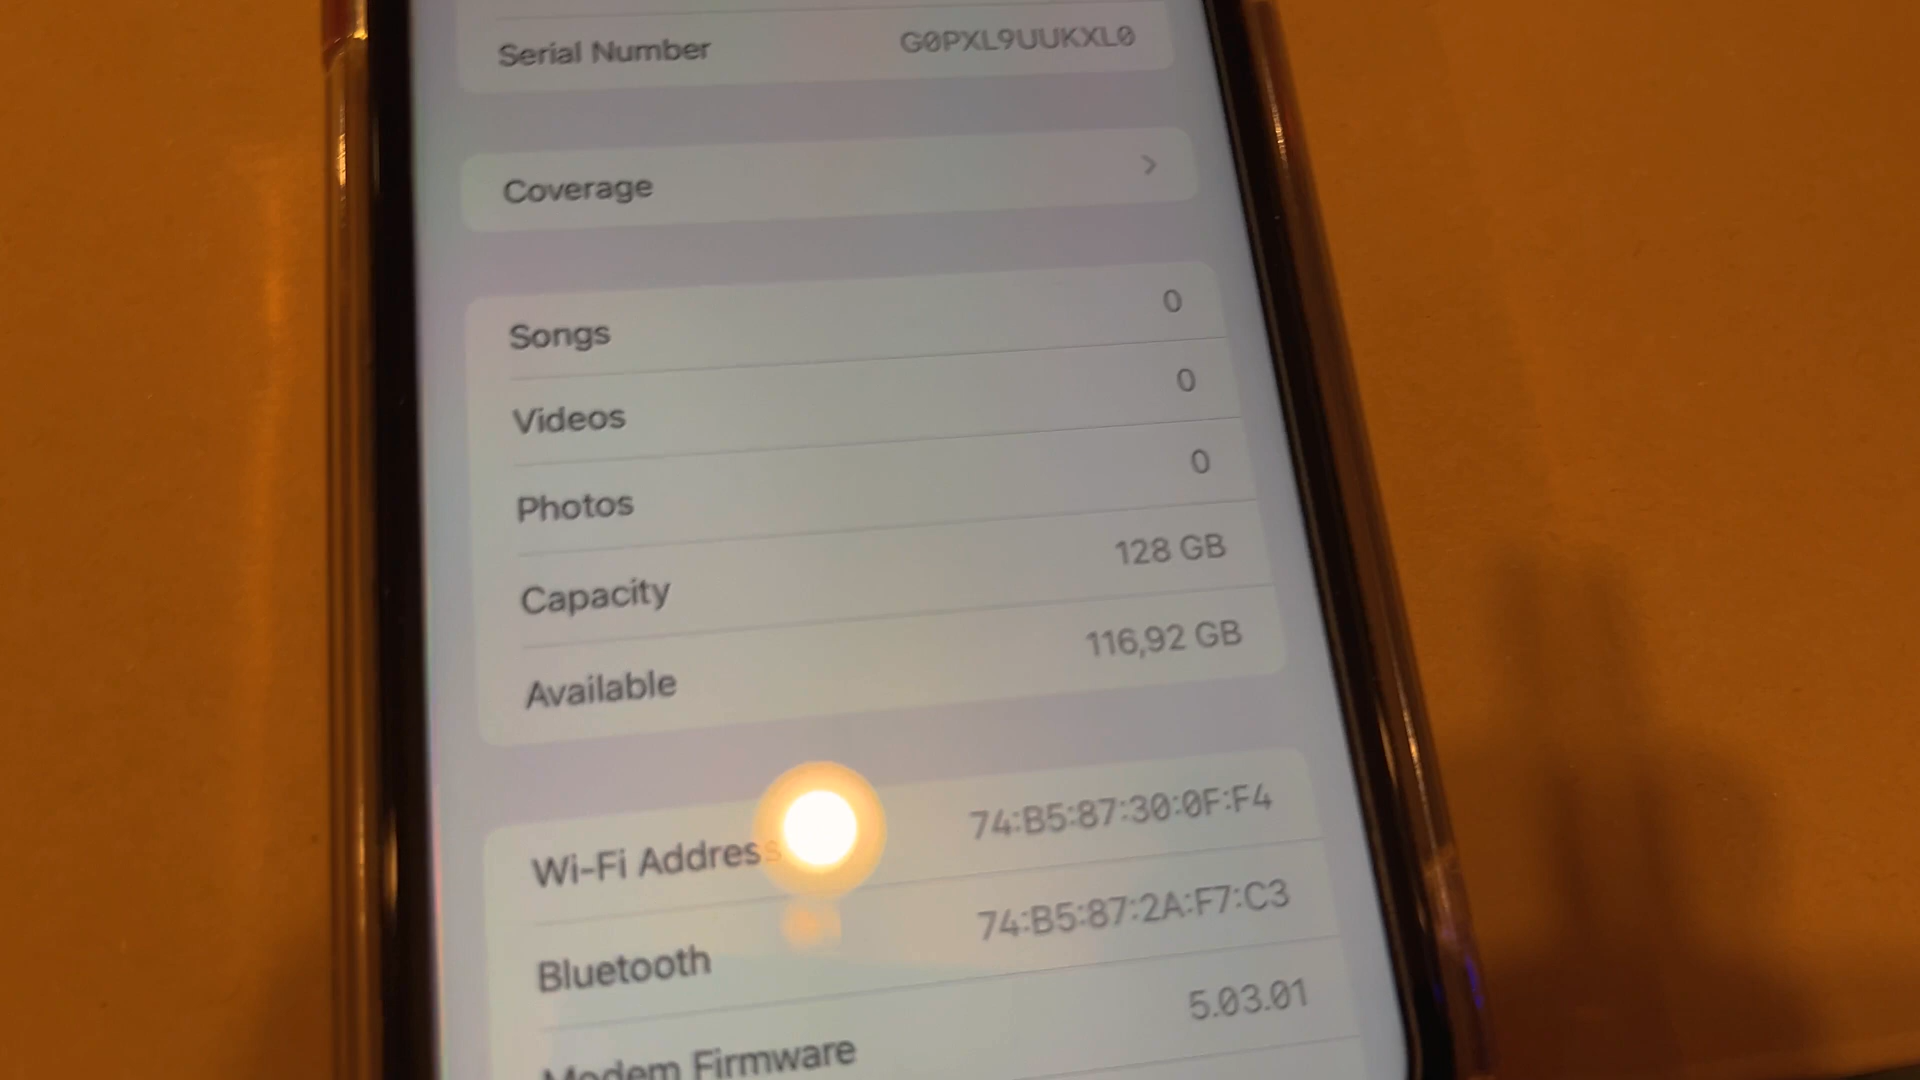 Serial Number G0PXL9UUKXL0
Coverage
Songs 0
Videos 0
Photos 0
Capacity 128 GB
Available 116,92 GB
Wi-Fi Address 74:B5:87:30:0F:F4
Bluetooth 74:B5:87:2A:F7:C3
Modem Firmware 5.03.01